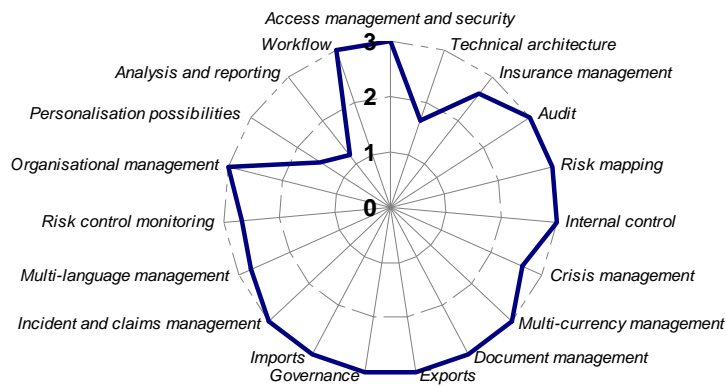 Access management and security
Workflow
3
Technical architecture
Analysis and reporting
Insurance management
2
Personalisation possibilities
Audit
1
Organisational management
Risk mapping
0
Risk control monitoring
Internal control
Multi-language management
Crisis management
Incident and claims management
Multi-currency management
Imports
Document management
Governance
Exports